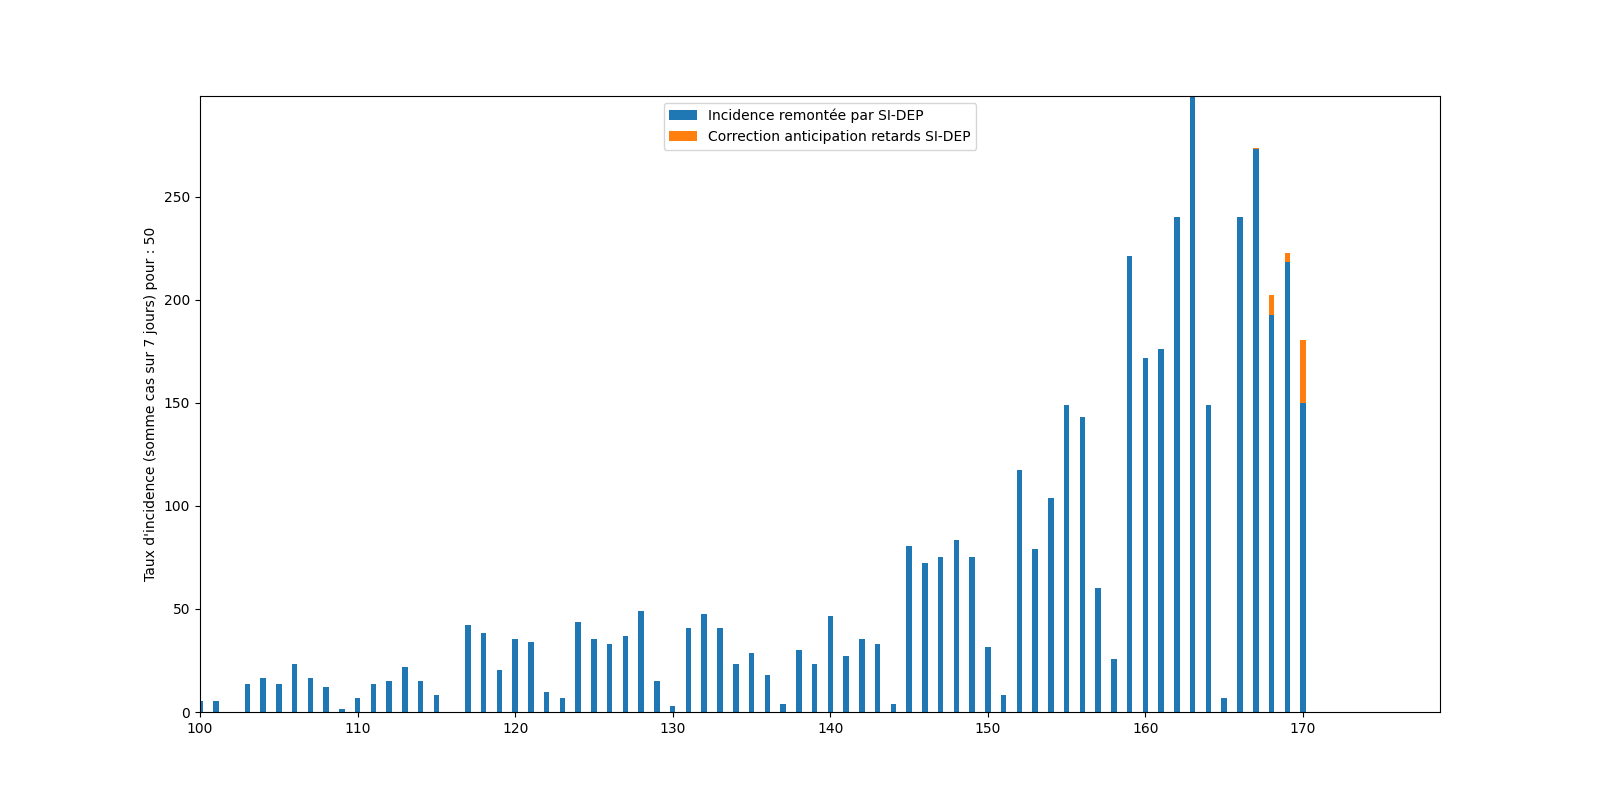 Incidence remontée par SI-DEP
Correction anticipation retards SI-DEP
Taux d'incidence (somme cas sur 7 jours) pour : 50
250
200
150
100
50
0
100 110 120 130 140 150 160 170